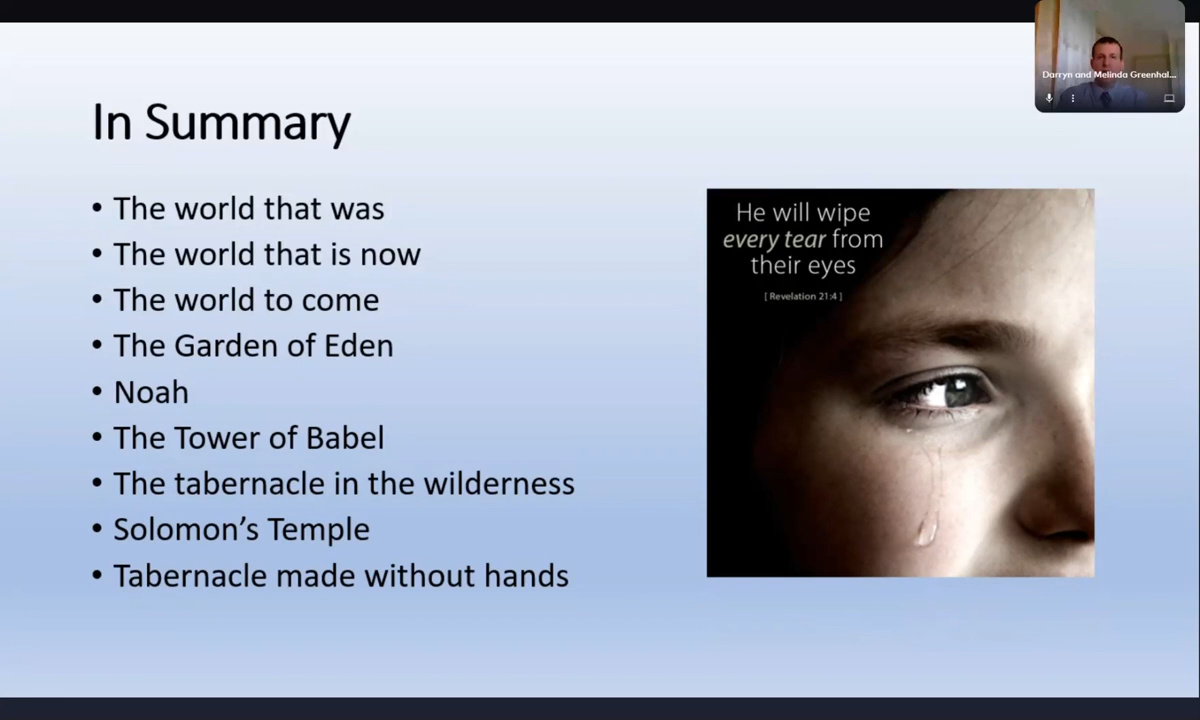 Darryn and Melinda Greenhal...
In Summary
• The world that was
• The world that is now
• The world to come
• The Garden of Eden
• Noah
• The Tower of Babel
• The tabernacle in the wilderness
• Solomon’s Temple
• Tabernacle made without hands
He will wipe
every tear from
their eyes
[ Revelation 21:4 ]